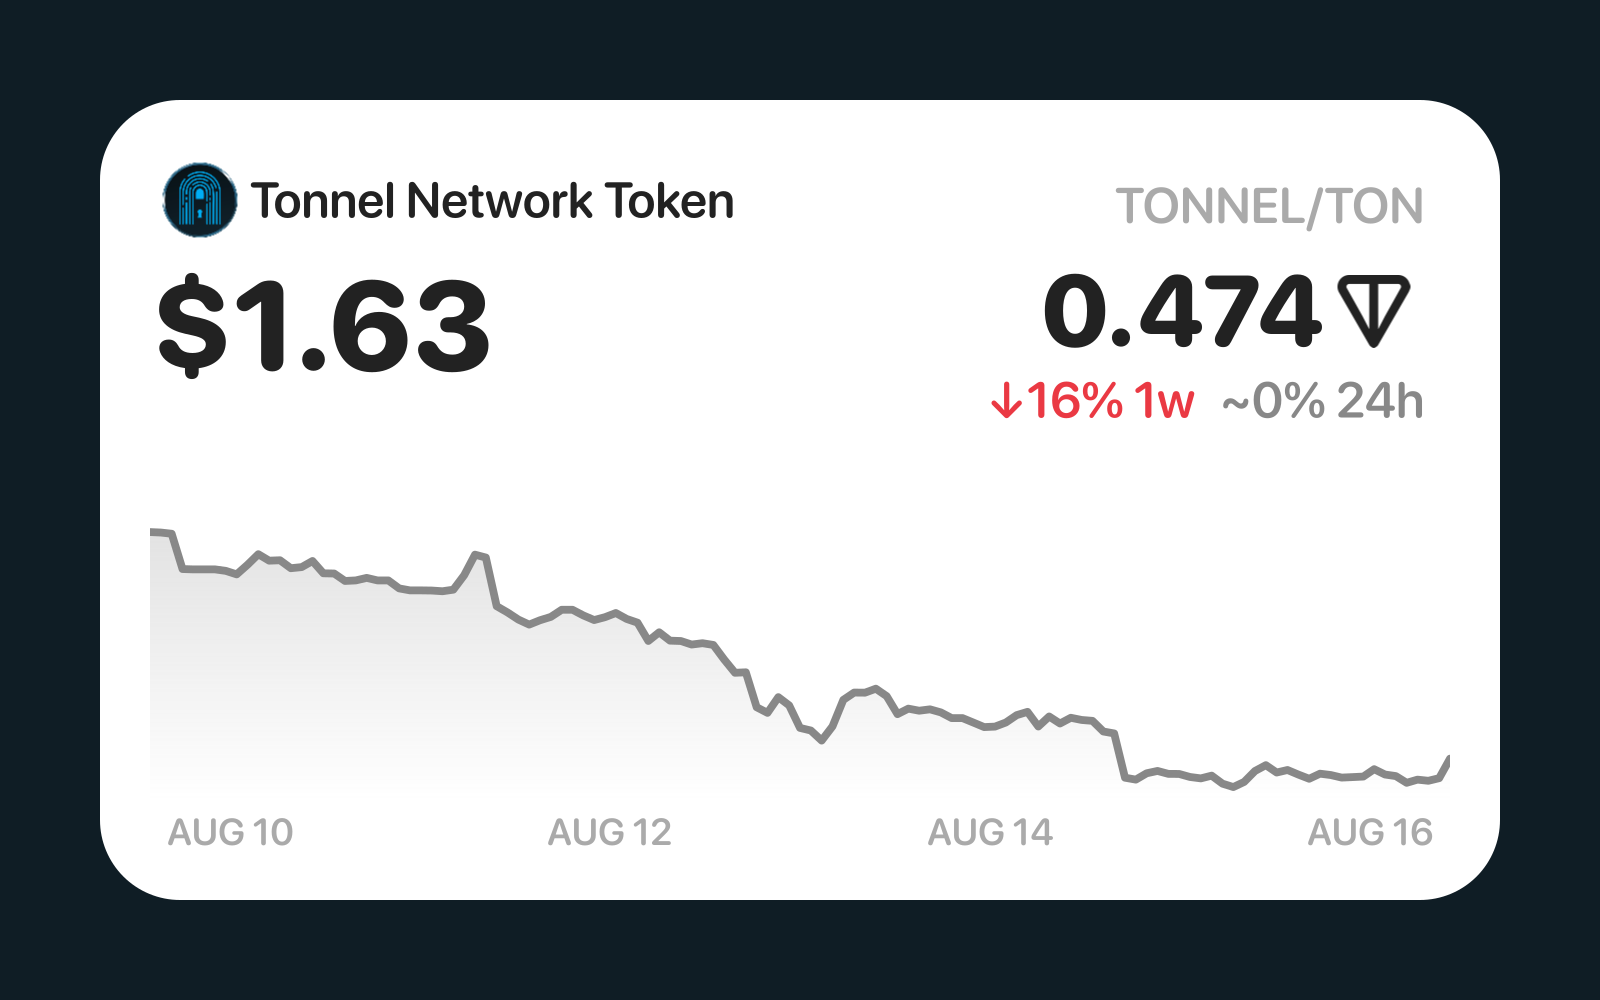 Tonnel Network Token
TONNEL/TON
$1.63
0.474
↓16% 1w ~0% 24h
AUG 10 AUG 12 AUG 14 AUG 16